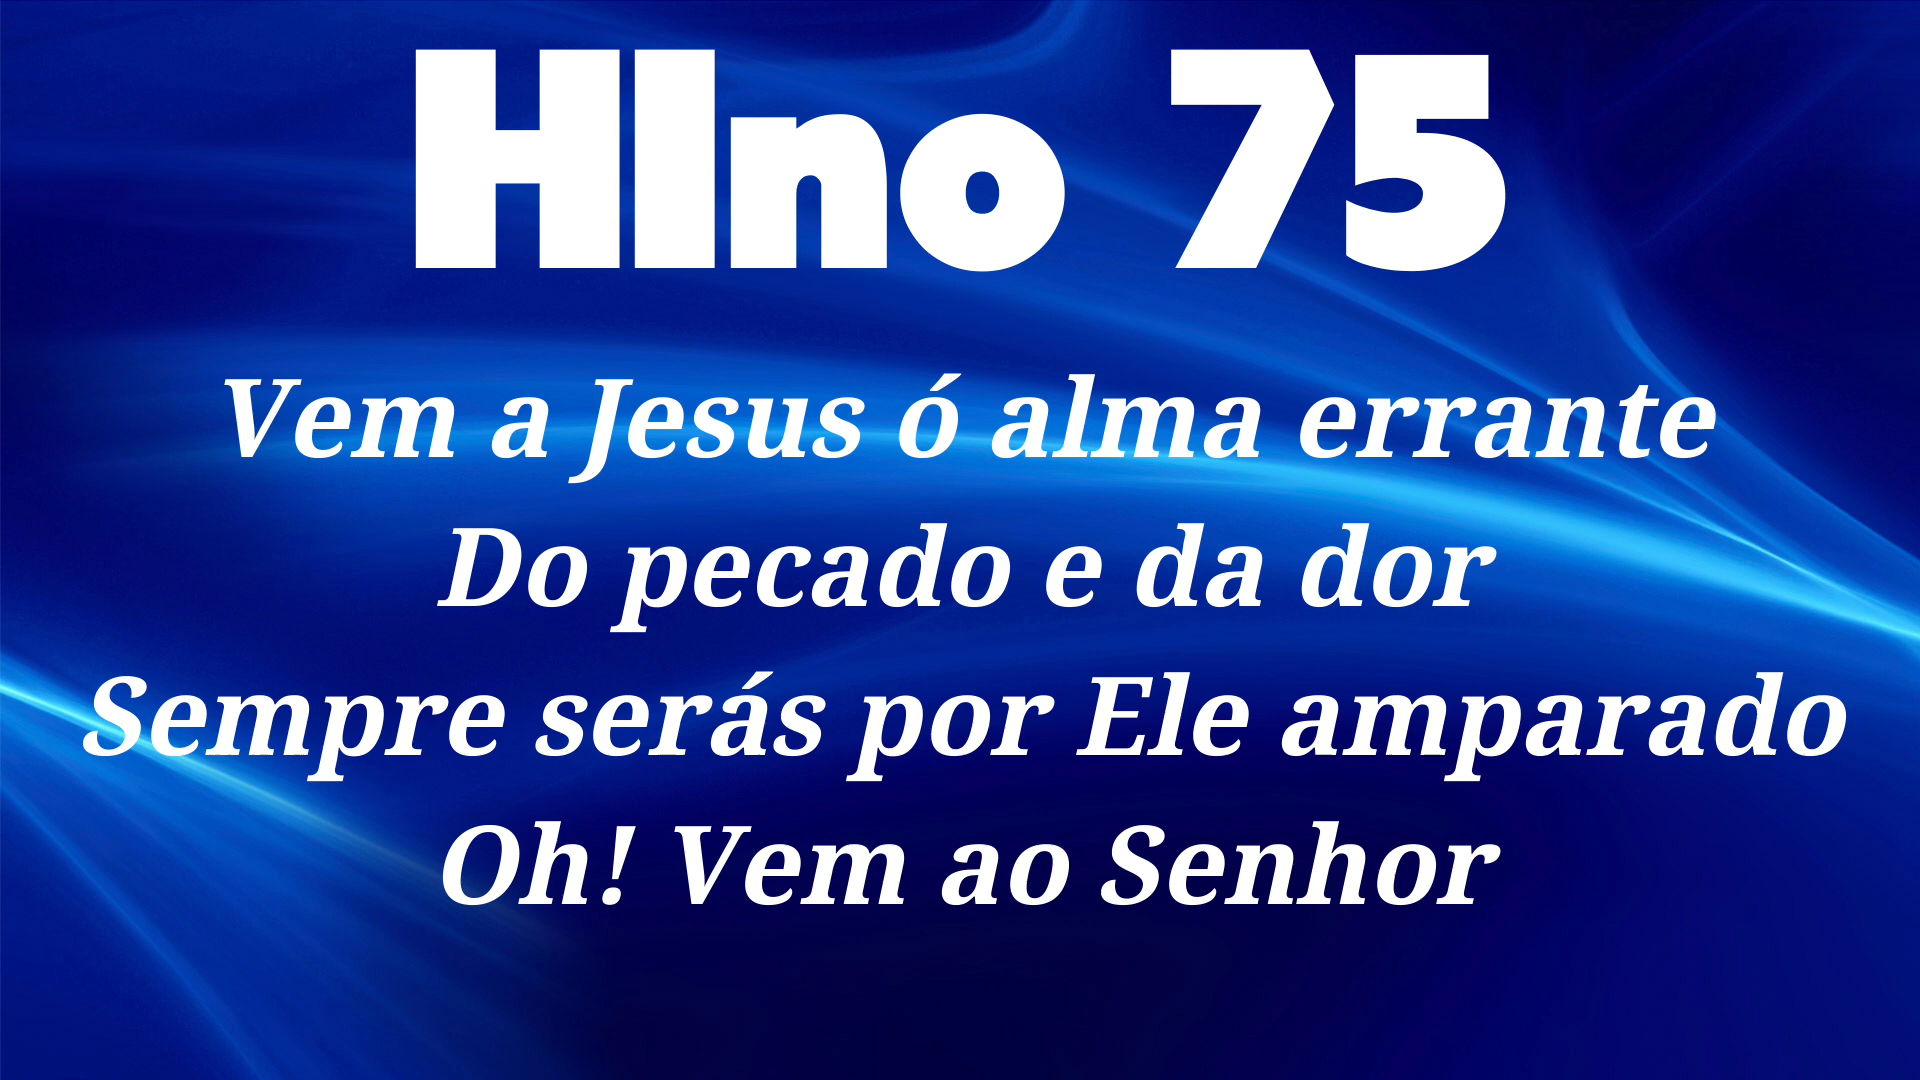 HIno 75
Vem a Jesus ó alma errante
Do pecado e da dor
Sempre serás por Ele amparado
Oh! Vem ao Senhor